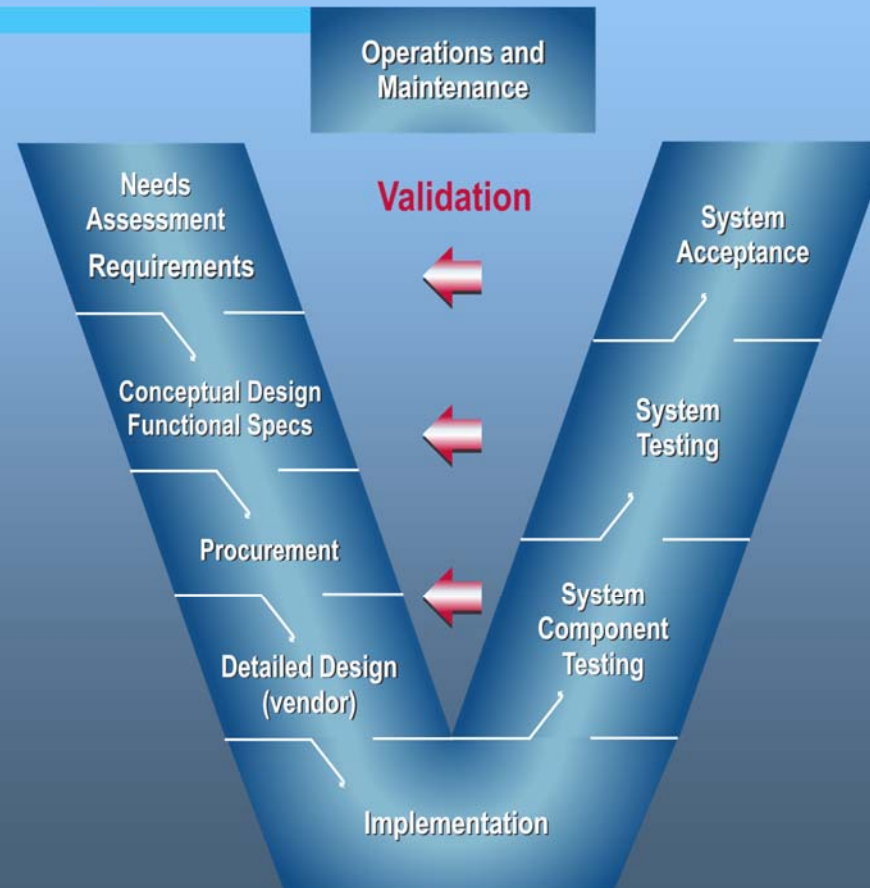 Operations and
Maintenance
Needs
Assessment
Requirements
Validation
System
Acceptance
Conceptual Design
Functional Specs
System
Testing
Procurement
System
Component
Testing
Detailed Design
(vendor)
Implementation